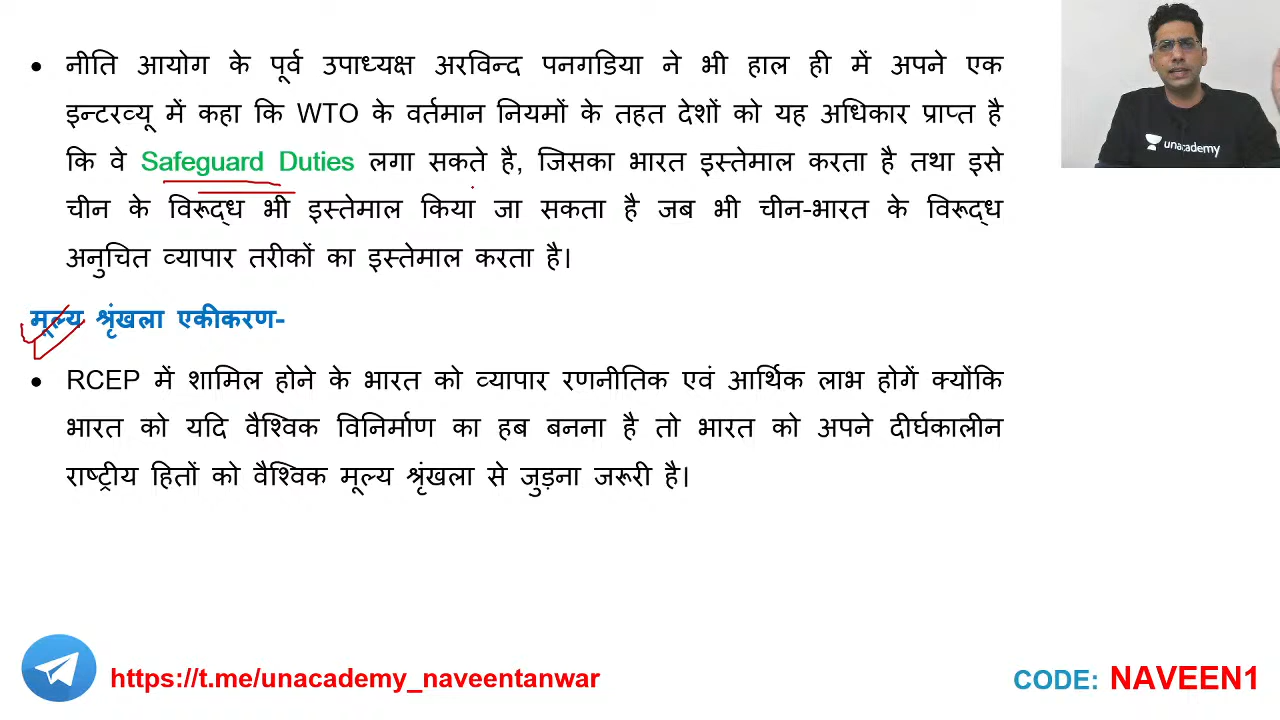 • नीति आयोग के पूर्व उपाध्यक्ष अरविन्द पनगडिया ने भी हाल ही में अपने एक
इन्टरव्यू में कहा कि WTO के वर्तमान नियमों के तहत देशों को यह अधिकार प्राप्त है
कि वे Safeguard Duties लगा सकते है, जिसका भारत इस्तेमाल करता है तथा इसे
चीन के विरूद्ध भी इस्तेमाल किया जा सकता है जब भी चीन-भारत के विरूद्ध
अनुचित व्यापार तरीकों का इस्तेमाल करता है।
unacademy
मूल्य श्रृंखला एकीकरण-
• RCEP में शामिल होने के भारत को व्यापार रणनीतिक एवं आर्थिक लाभ होगें क्योंकि
भारत को यदि वैश्विक विनिर्माण का हब बनना है तो भारत को अपने दीर्घकालीन
राष्ट्रीय हितों को वैश्विक मूल्य श्रृंखला से जुड़ना जरूरी है।
https://t.me/unacademy_naveentanwar
CODE: NAVEEN1